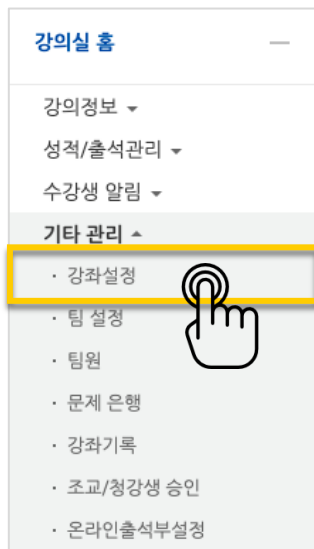 강의실 홈
강의정보
성적/출석관리
수강생 알림
기타 관리
· 강좌설정
· 팀 설정
· 팀원
· 문제 은행
· 강좌기록
· 조교/청강생 승인
· 온라인출석부설정